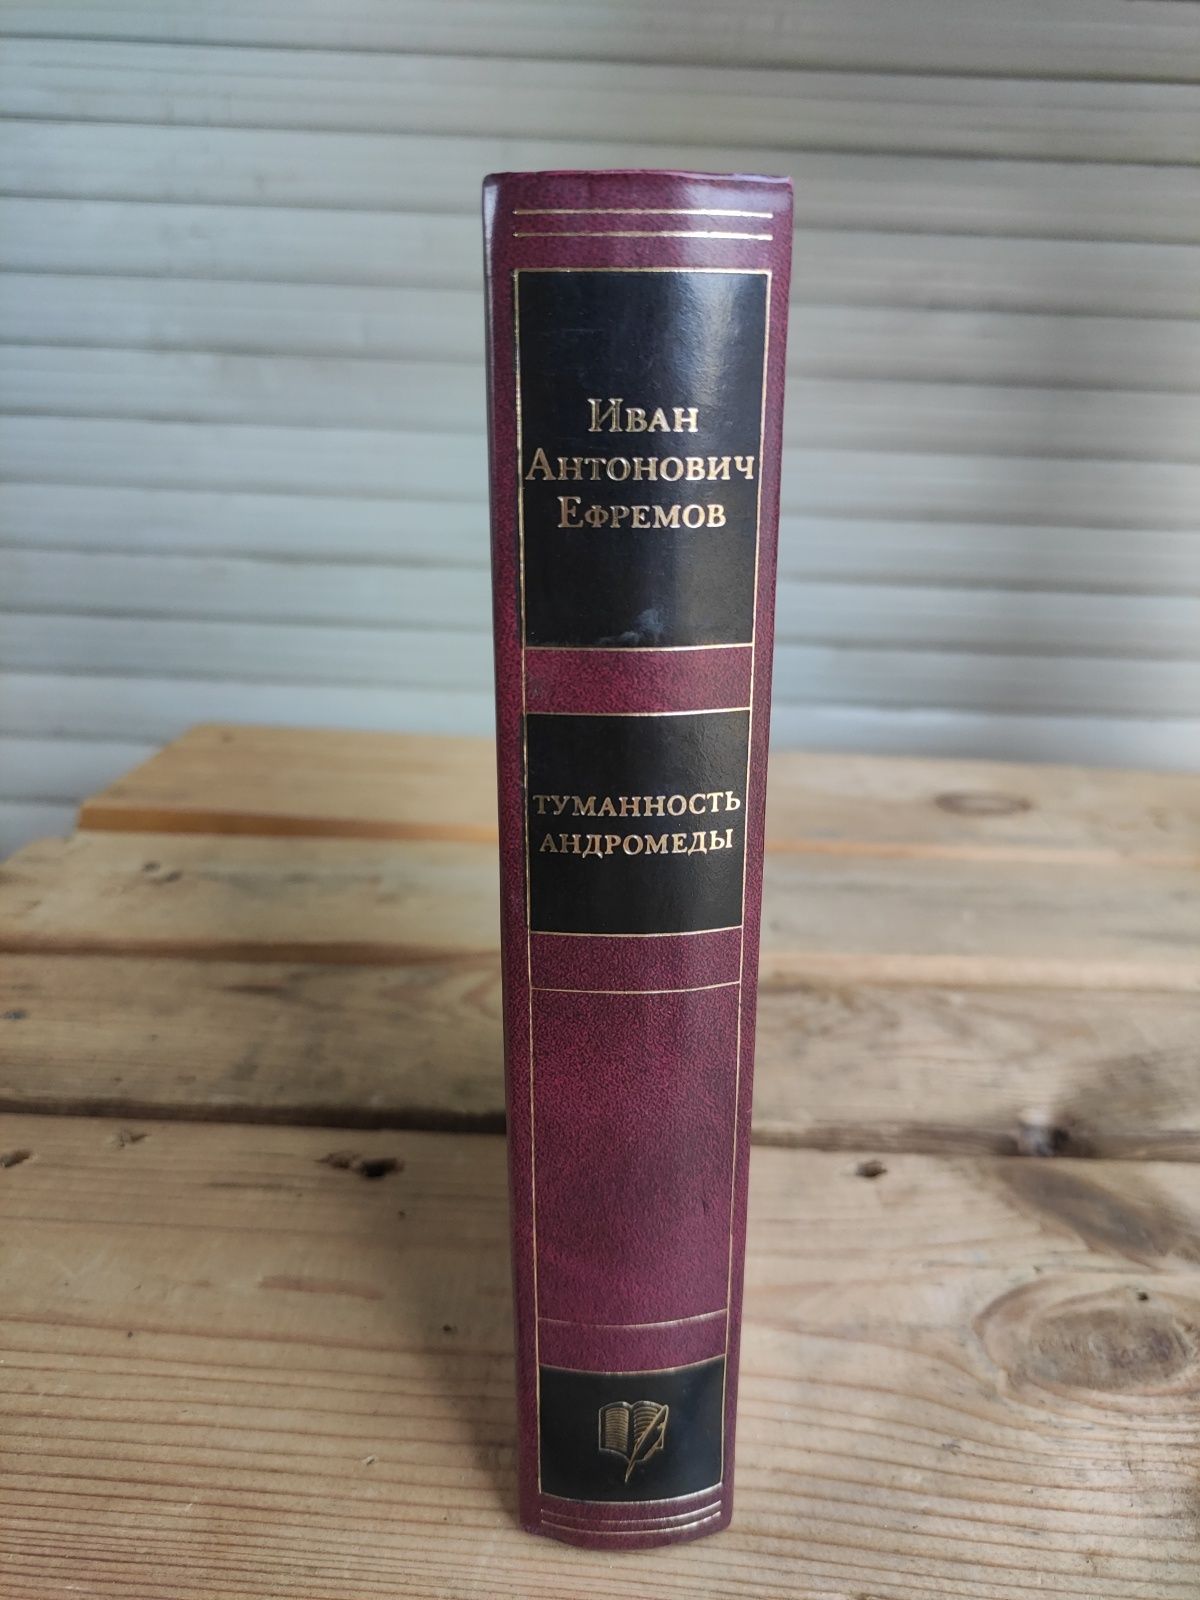 Иван
Антонович
Ефремов
туманность
андромеды